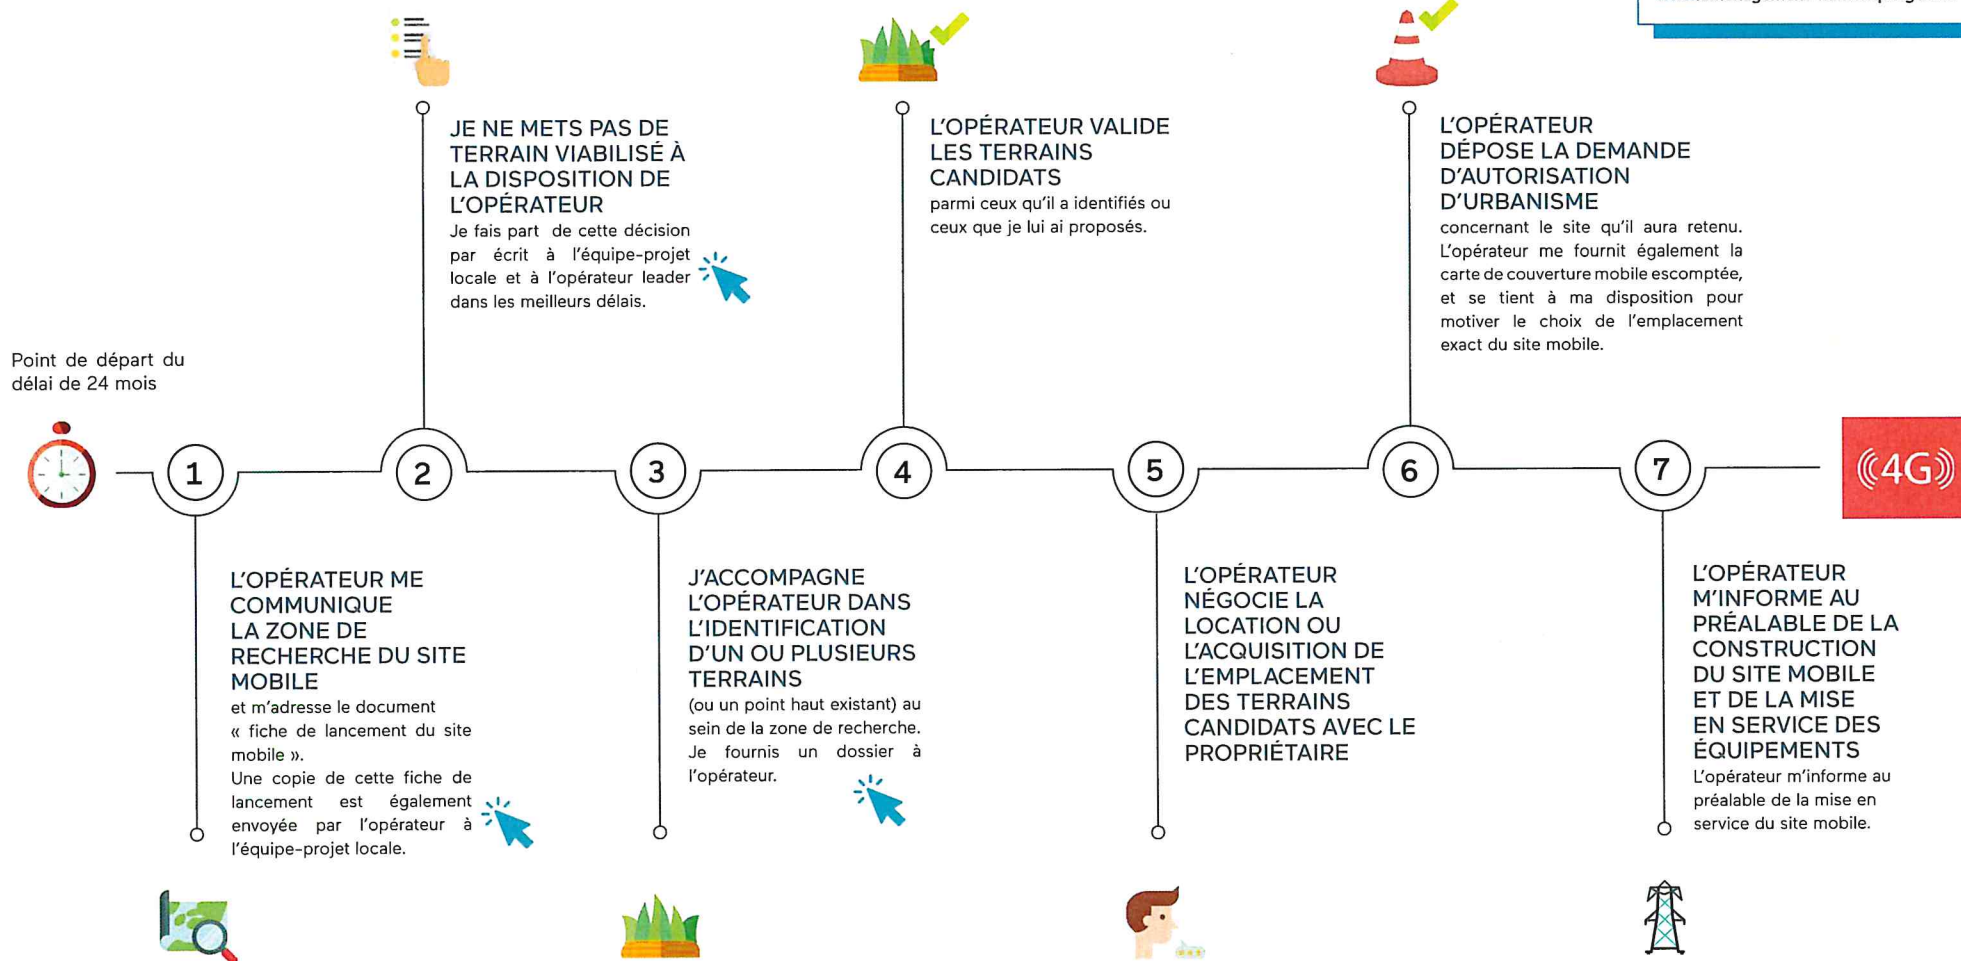 JE NE METS PAS DE
TERRAIN VIABILISÉ À
LA DISPOSITION DE
L'OPÉRATEUR
Je fais part de cette décision
par écrit à l'équipe-projet
locale et à l'opérateur leader
dans les meilleurs délais.
L'OPÉRATEUR VALIDE
LES TERRAINS
CANDIDATS
parmi ceux qu'il a identifiés ou
ceux que je lui ai proposés.
L'OPÉRATEUR
DÉPOSE LA DEMANDE
D'AUTORISATION
D'URBANISME
concernant le site qu'il aura retenu.
L'opérateur me fournit également la
carte de couverture mobile escomptée,
et se tient à ma disposition pour
motiver le choix de l'emplacement
exact du site mobile.
Point de départ du
délai de 24 mois
1
2
3
4
5
6
7
4G
L'OPÉRATEUR ME
COMMUNIQUE
LA ZONE DE
RECHERCHE DU SITE
MOBILE
et m'adresse le document
« fiche de lancement du site
mobile ».
Une copie de cette fiche de
lancement est également
envoyée par l'opérateur à
l'équipe-projet locale.
J'ACCOMPAGNE
L'OPÉRATEUR DANS
L'IDENTIFICATION
D'UN OU PLUSIEURS
TERRAINS
(ou un point haut existant) au
sein de la zone de recherche.
Je fournis un dossier à
l'opérateur.
L'OPÉRATEUR
NÉGOCIE LA
LOCATION OU
L'ACQUISITION DE
L'EMPLACEMENT
DES TERRAINS
CANDIDATS AVEC LE
PROPRIÉTAIRE
L'OPÉRATEUR
M'INFORME AU
PRÉALABLE DE LA
CONSTRUCTION
DU SITE MOBILE
ET DE LA MISE
EN SERVICE DES
ÉQUIPEMENTS
L'opérateur m'informe au
préalable de la mise en
service du site mobile.